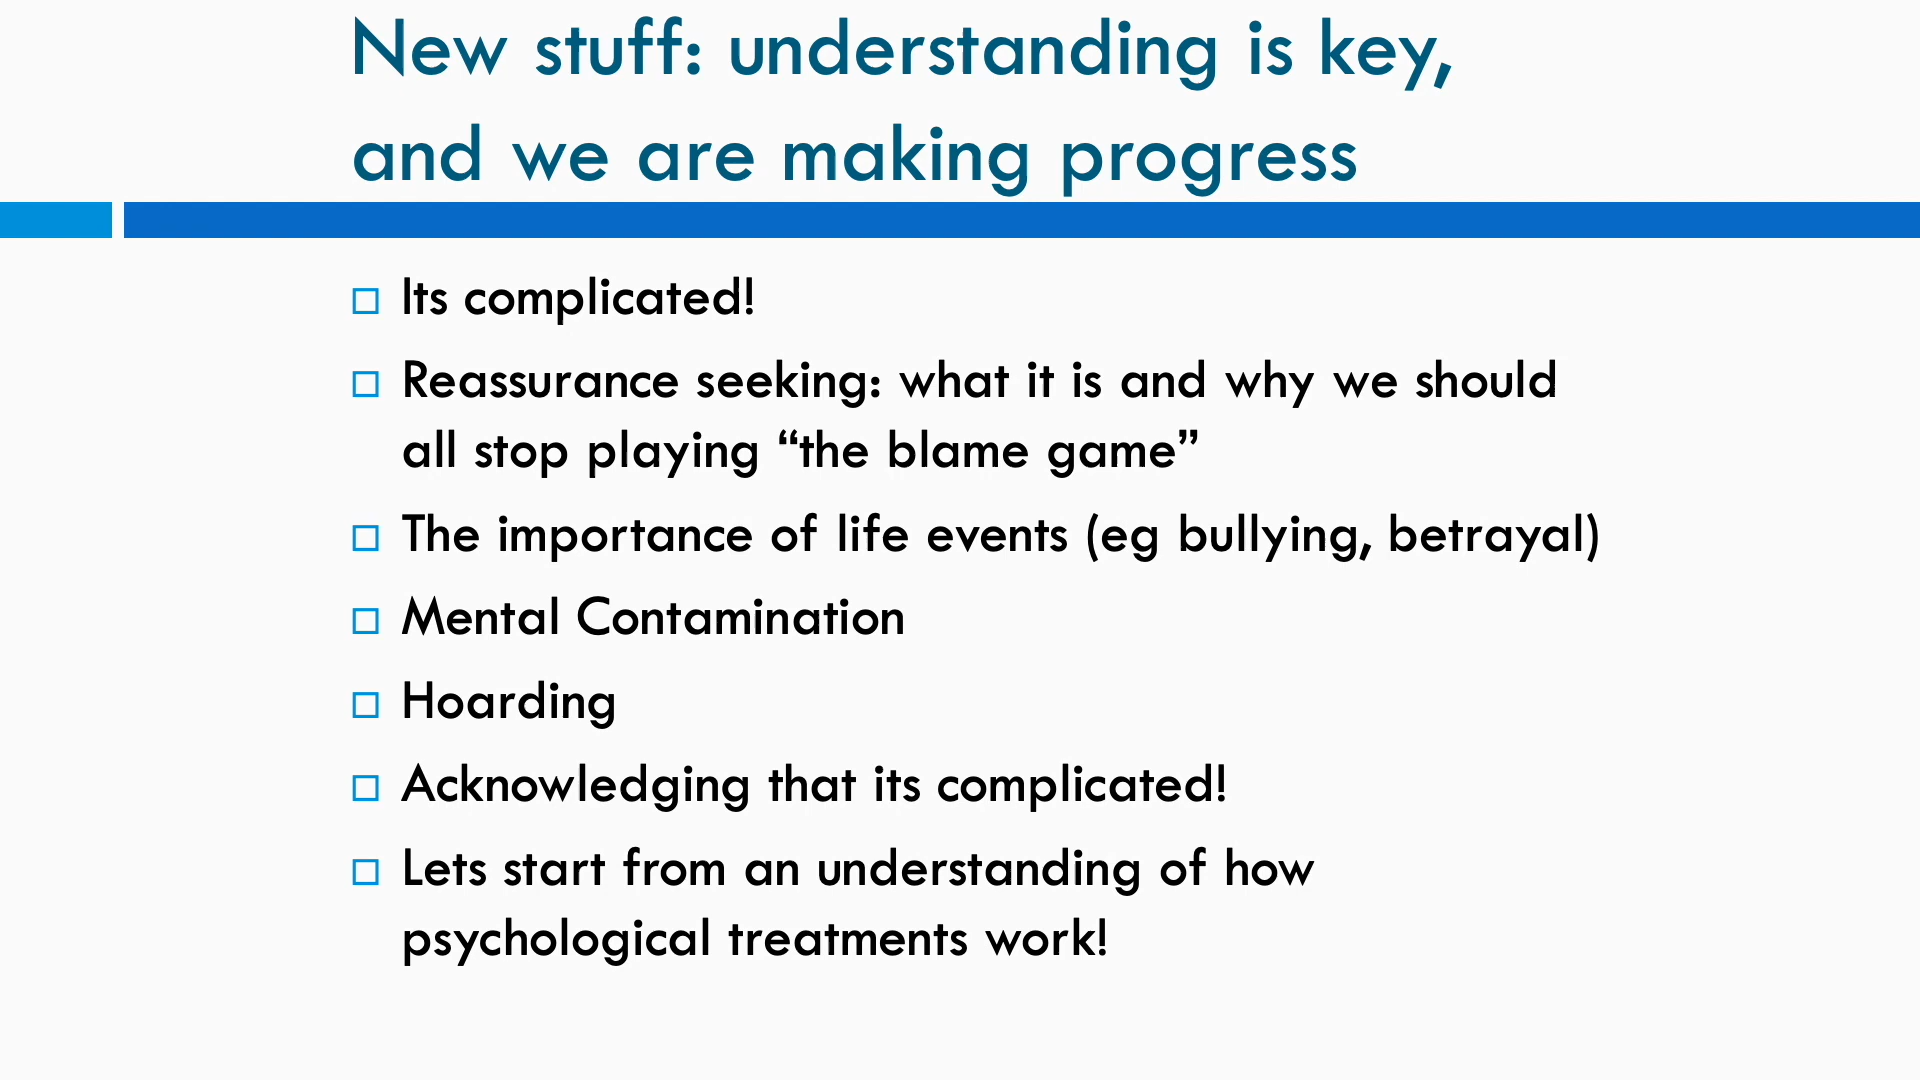 New stuff: understanding is key,
and we are making progress
Its complicated!
Reassurance seeking: what it is and why we should
all stop playing “the blame game”
The importance of life events (eg bullying, betrayal)
Mental Contamination
Hoarding
Acknowledging that its complicated!
Lets start from an understanding of how
psychological treatments work!